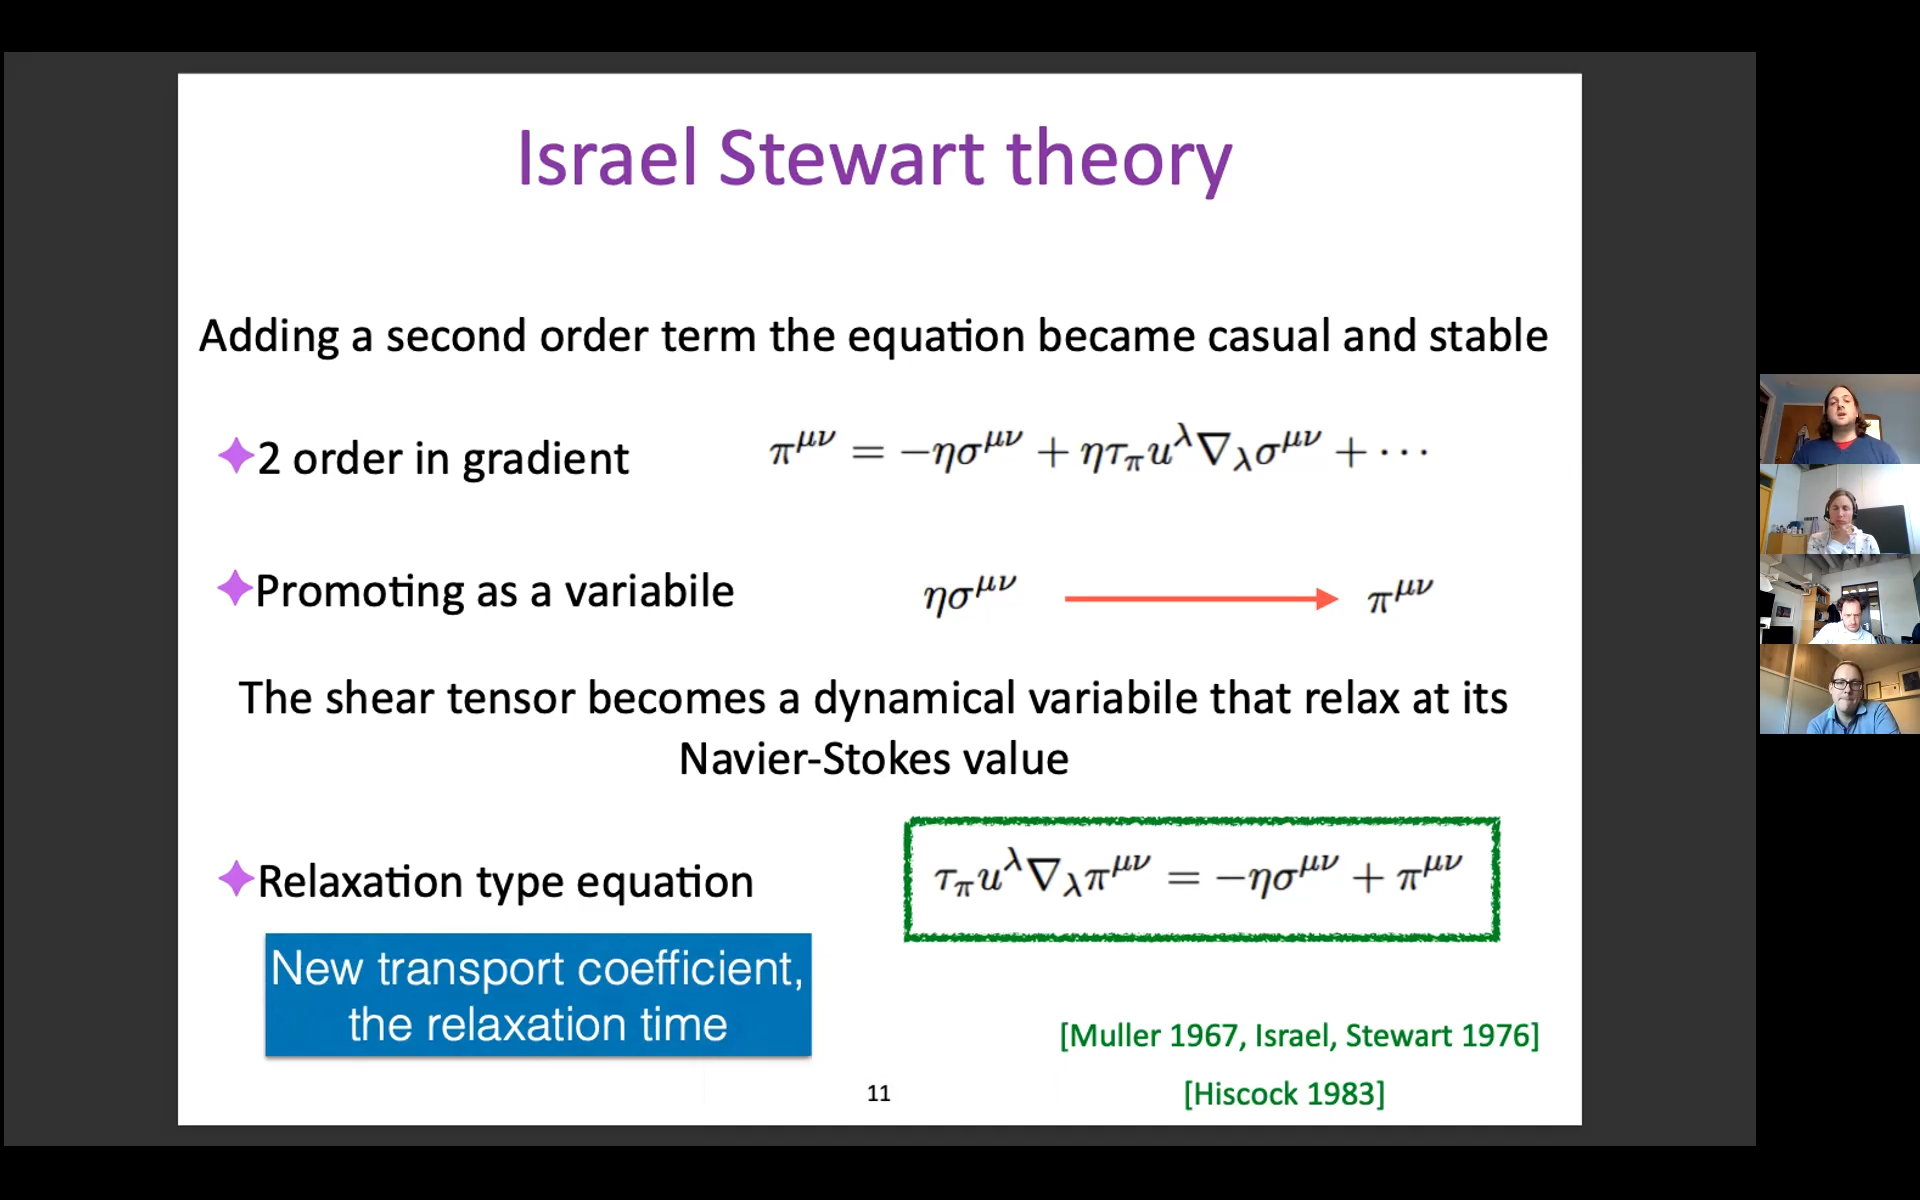 Israel Stewart theory
Adding a second order term the equation became casual and stable
✦2 order in gradient π^{μν} = −ησ^{μν} + ητ_π u^λ ∇_λ σ^{μν} + ···
✦Promoting as a variabile ησ^{μν} → π^{μν}
The shear tensor becomes a dynamical variabile that relax at its
Navier-Stokes value
✦Relaxation type equation τ_π u^λ ∇_λ π^{μν} = −ησ^{μν} + π^{μν}
New transport coefficient,
the relaxation time
[Muller 1967, Israel, Stewart 1976]
[Hiscock 1983]
11